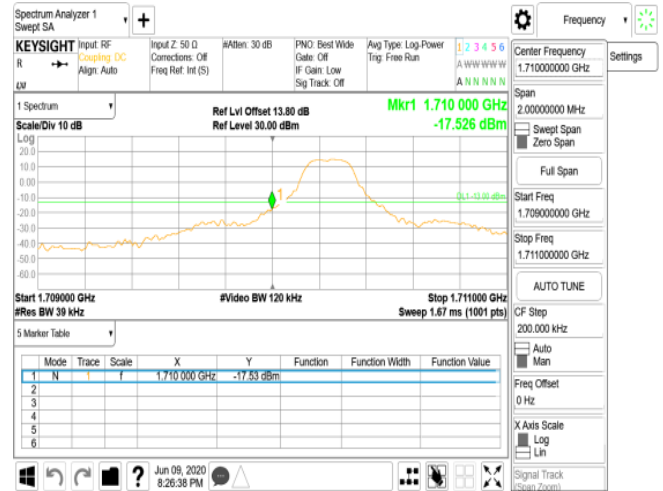 Spectrum Analyzer 1
Swept SA
+
Frequency
KEYSIGHT
Input: RF
Input Z: 50 Ω
#Atten: 30 dB
PNO: Best Wide
Avg Type: Log-Power
1 2 3 4 5 6
R
Coupling: DC
Corrections: Off
Gate: Off
Trig: Free Run
A W W W W W
Align: Auto
Freq Ref: Int (S)
IF Gain: Low
Sig Track: Off
A N N N N N
1 Spectrum
Ref Lvl Offset 13.80 dB
Mkr1 1.710 000 GHz
Scale/Div 10 dB
Ref Level 30.00 dBm
-17.526 dBm
Log
20.0
10.0
0.00
1
-10.0
DL1 -13.00 dBm
-20.0
-30.0
-40.0
-50.0
-60.0
Start 1.709000 GHz
#Video BW 120 kHz
Stop 1.711000 GHz
#Res BW 39 kHz
Sweep 1.67 ms (1001 pts)
5 Marker Table
Mode Trace Scale X Y Function Function Width Function Value
1 N 1 f 1.710 000 GHz -17.53 dBm
2
3
4
5
6
Jun 09, 2020
8:26:38 PM
?
Center Frequency
1.710000000 GHz
Settings
Span
2.00000000 MHz
Swept Span
Zero Span
Full Span
Start Freq
1.709000000 GHz
Stop Freq
1.711000000 GHz
AUTO TUNE
CF Step
200.000 kHz
Auto
Man
Freq Offset
0 Hz
X Axis Scale
Log
Lin
Signal Track
(Span Zoom)